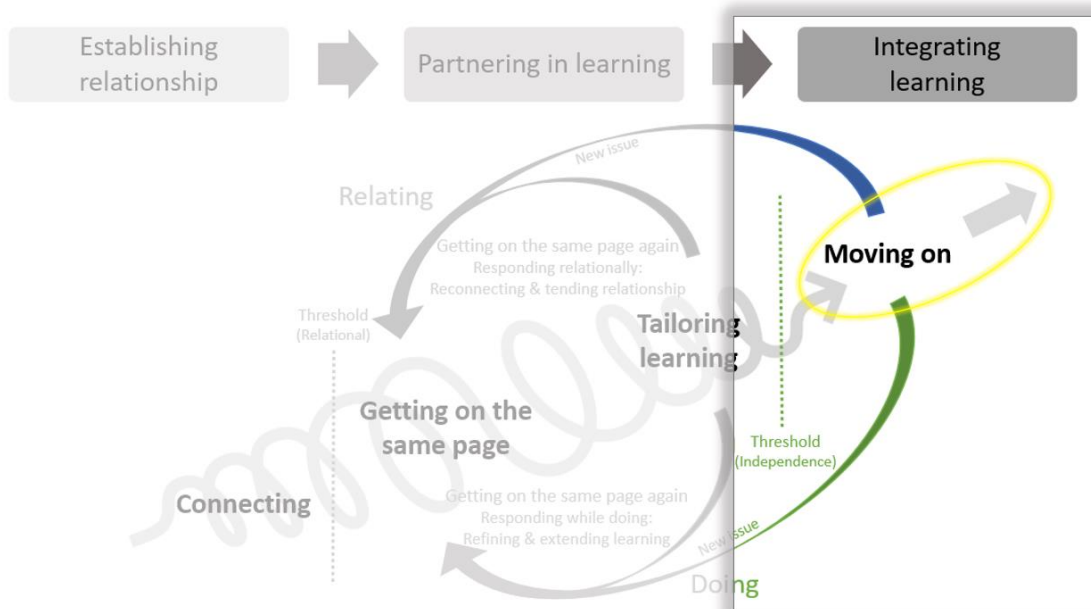 Establishing
relationship
Partnering in learning
Integrating
learning
New issue
Relating
Getting on the same page again
Responding relationally:
Reconnecting & tending relationship
Moving on
Threshold
(Relational)
Tailoring
learning
Getting on the
same page
Threshold
(Independence)
Connecting
Getting on the same page again
Responding while doing:
Refining & extending learning
New issue
Doing